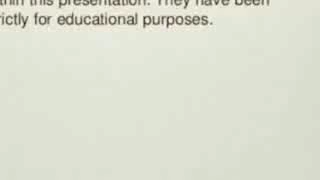 this presentation. They have been
for educational purposes.